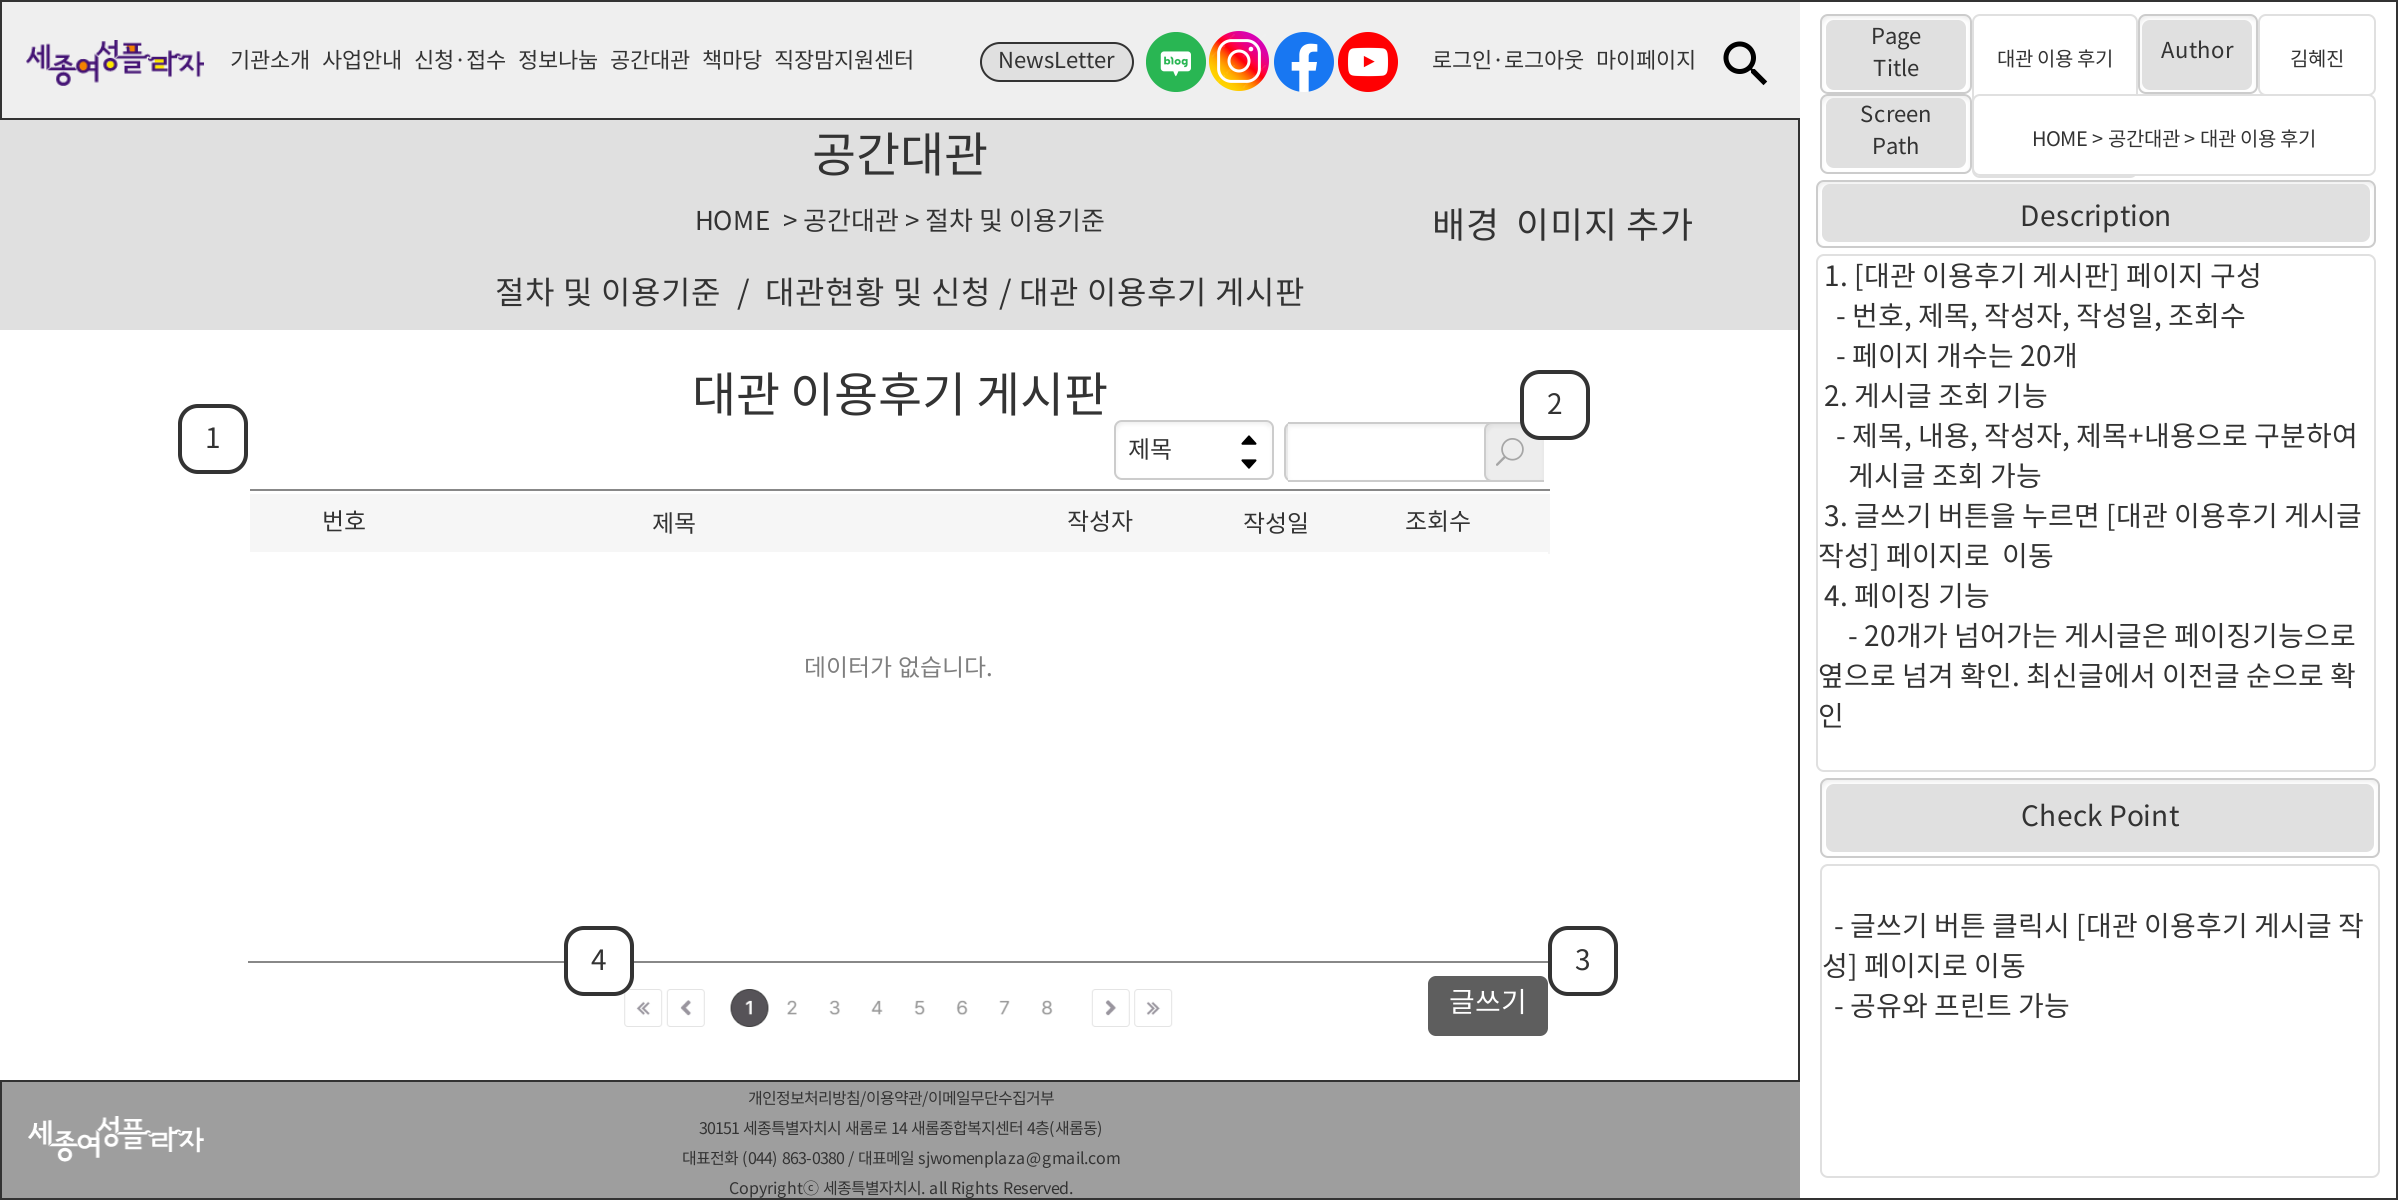 세종여성플라자 기관소개 사업안내 신청·접수 정보나눔 공간대관 책마당 직장맘지원센터 NewsLetter blog 로그인·로그아웃 마이페이지
공간대관
HOME > 공간대관 > 절차 및 이용기준
배경 이미지 추가
절차 및 이용기준 / 대관현황 및 신청 / 대관 이용후기 게시판
대관 이용후기 게시판
1
제목
2
번호 제목 작성자 작성일 조회수
데이터가 없습니다.
4
3
« ‹ 1 2 3 4 5 6 7 8 › »
글쓰기
세종여성플라자
개인정보처리방침/이용약관/이메일무단수집거부
30151 세종특별자치시 새롬로 14 새롬종합복지센터 4층(새롬동)
대표전화 (044) 863-0380 / 대표메일 sjwomenplaza@gmail.com
Copyrightⓒ 세종특별자치시. all Rights Reserved.
Page
Title
대관 이용 후기
Author
김혜진
Screen
Path
HOME > 공간대관 > 대관 이용 후기
Description
1. [대관 이용후기 게시판] 페이지 구성
- 번호, 제목, 작성자, 작성일, 조회수
- 페이지 개수는 20개
2. 게시글 조회 기능
- 제목, 내용, 작성자, 제목+내용으로 구분하여
게시글 조회 가능
3. 글쓰기 버튼을 누르면 [대관 이용후기 게시글
작성] 페이지로 이동
4. 페이징 기능
- 20개가 넘어가는 게시글은 페이징기능으로
옆으로 넘겨 확인. 최신글에서 이전글 순으로 확
인
Check Point
- 글쓰기 버튼 클릭시 [대관 이용후기 게시글 작
성] 페이지로 이동
- 공유와 프린트 가능